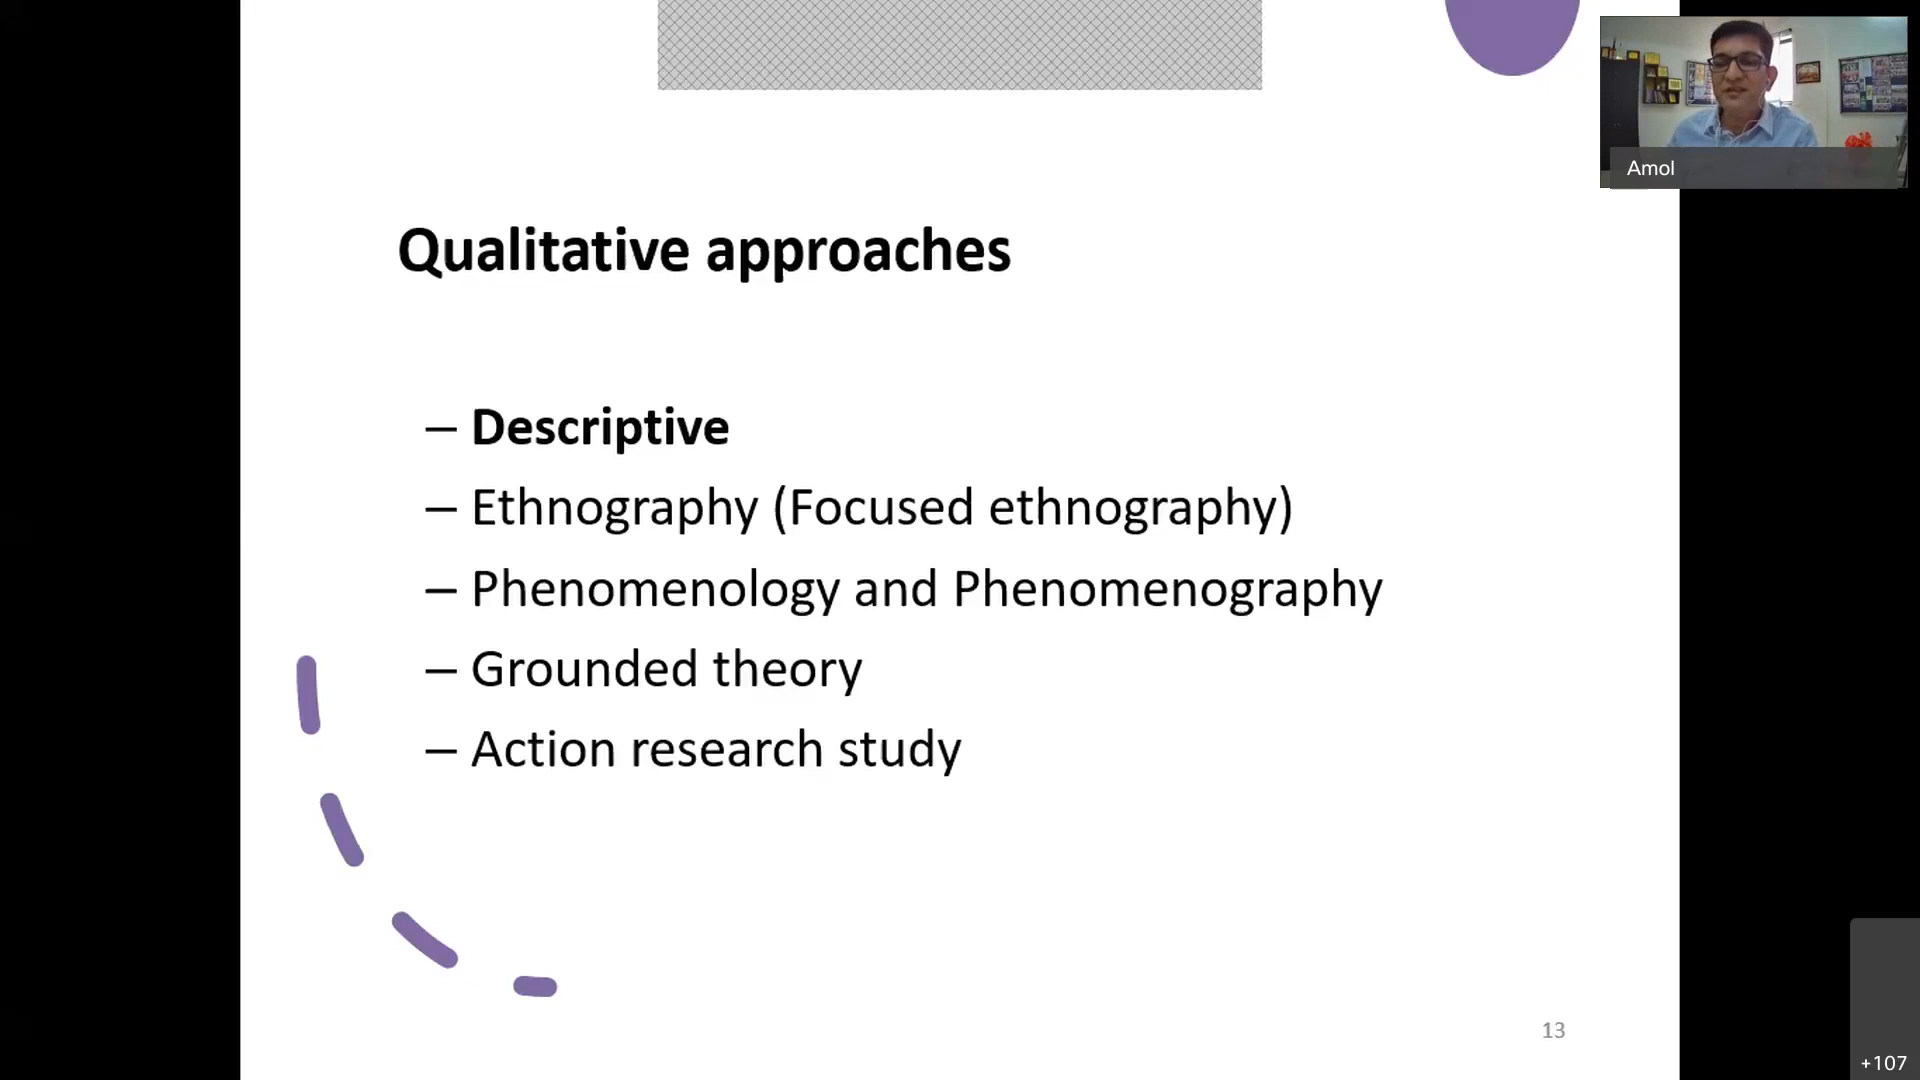 Amol
Qualitative approaches
– Descriptive
– Ethnography (Focused ethnography)
– Phenomenology and Phenomenography
– Grounded theory
– Action research study
13
+107